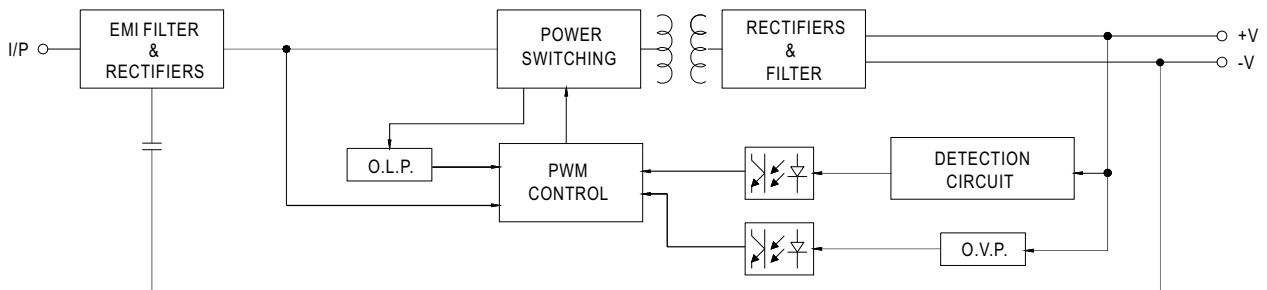 I/P
EMI FILTER
&
RECTIFIERS
POWER
SWITCHING
RECTIFIERS
&
FILTER
+V
-V
O.L.P.
PWM
CONTROL
DETECTION
CIRCUIT
O.V.P.